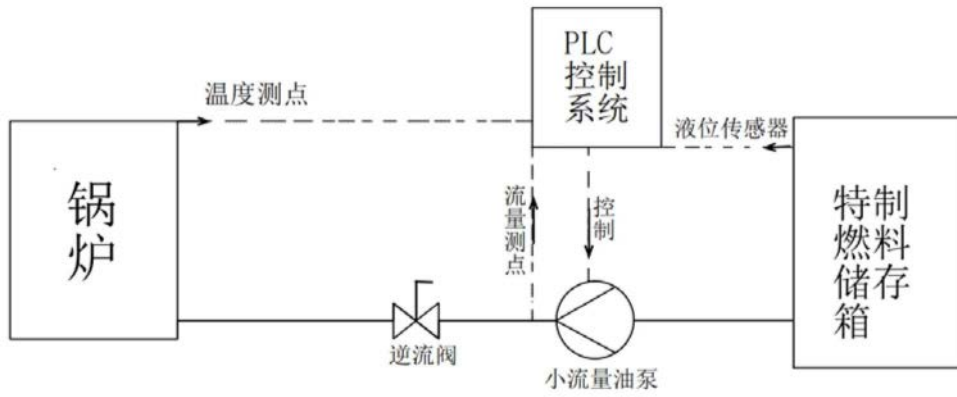 PLC
控制
系统
温度测点
液位传感器
锅
炉
流量测点
控制
特制
燃料
储存
箱
逆流阀
小流量油泵